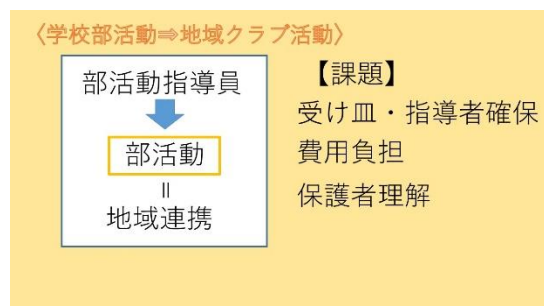 〈学校部活動⇒地域クラブ活動〉
部活動指導員
部活動
=
地域連携
【課題】
受け皿・指導者確保
費用負担
保護者理解